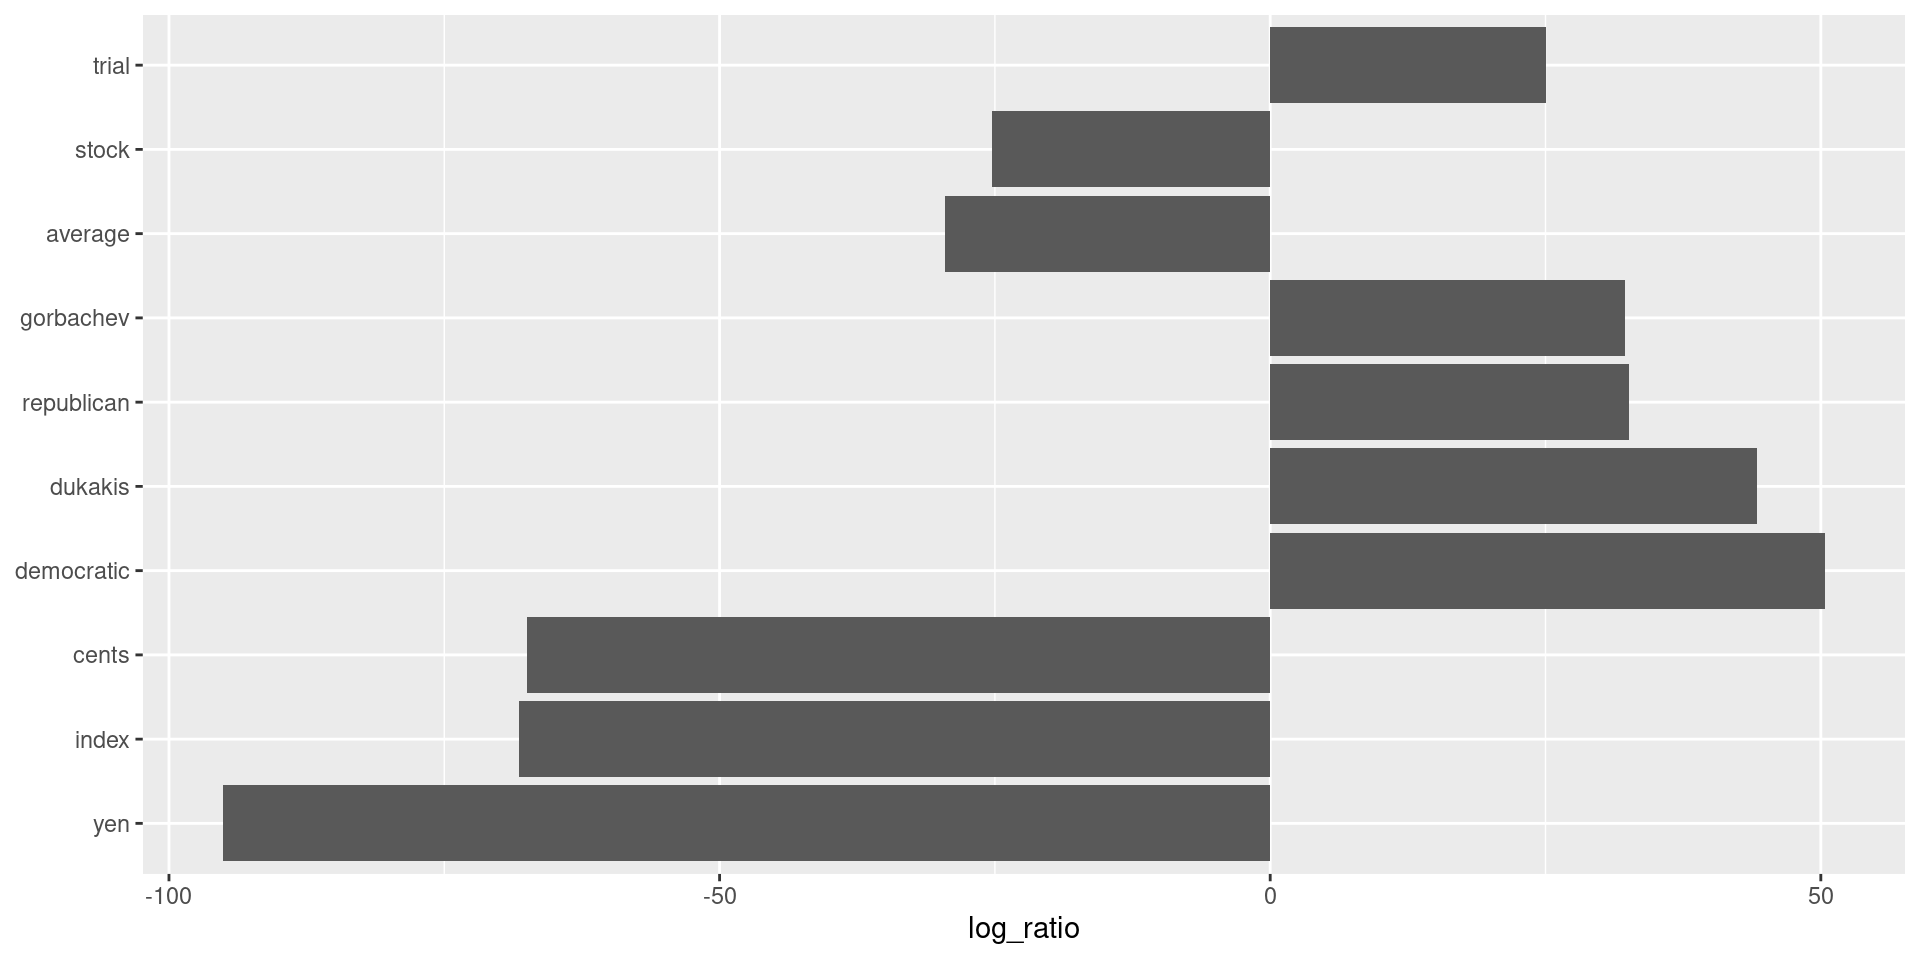 trial
stock
average
gorbachev
republican
dukakis
democratic
cents
index
yen
-100 -50 0 50
log_ratio